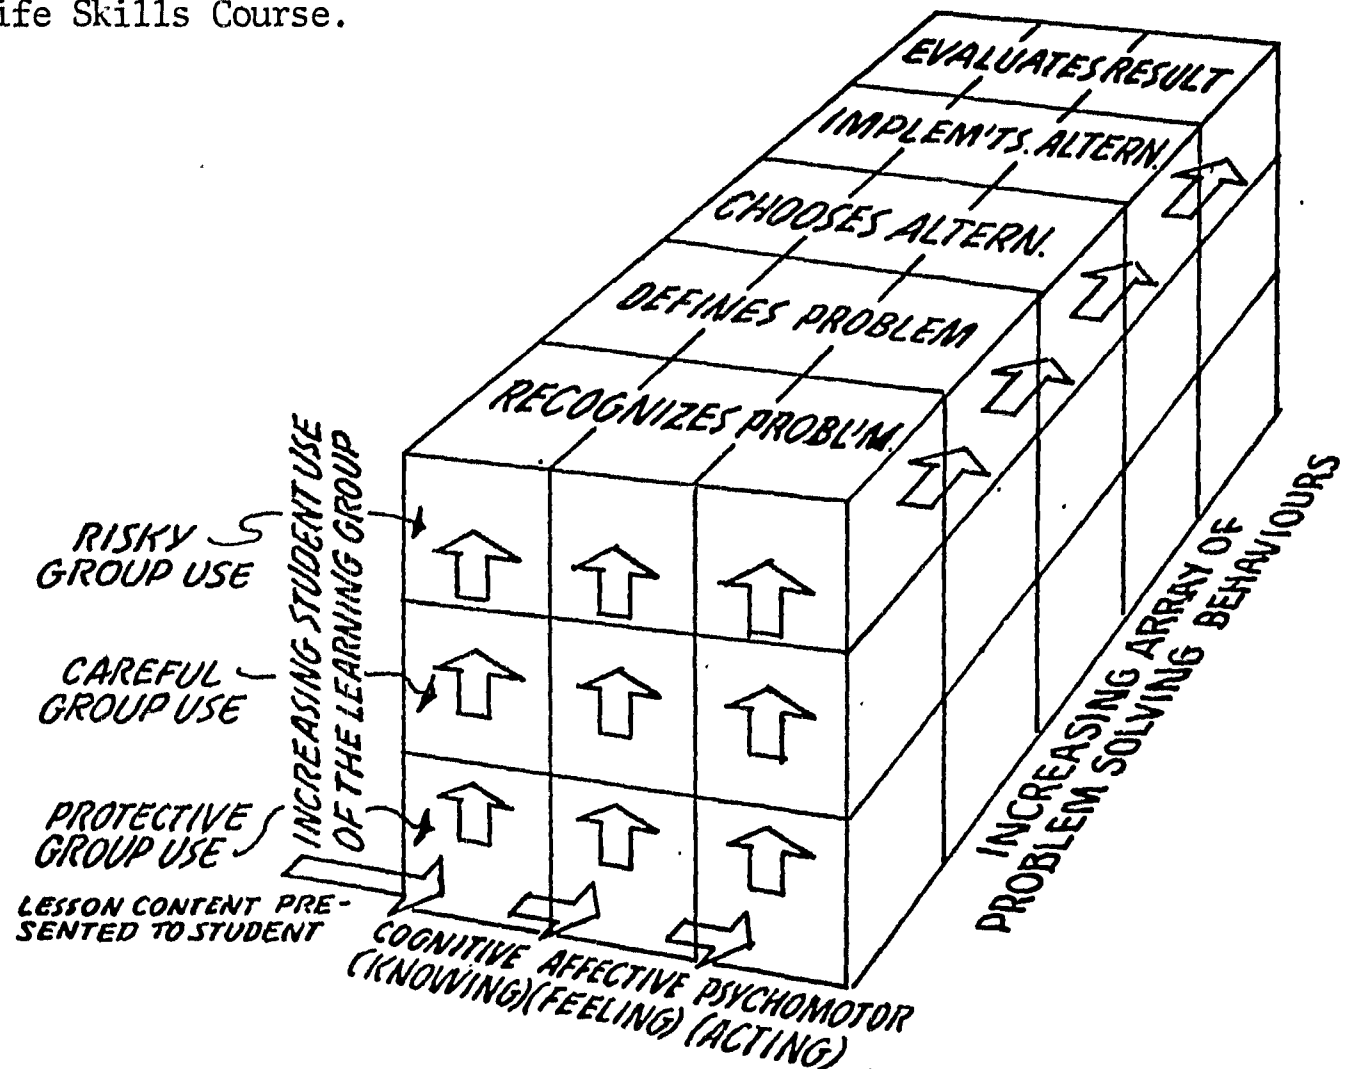 ife Skills Course.
EVALUATES RESULT
IMPLEM'TS. ALTERN.
CHOOSES ALTERN.
DEFINES PROBLEM
RECOGNIZES PROBL'M.
INCREASING STUDENT USE
OF THE LEARNING GROUP
RISKY
GROUP USE
CAREFUL
GROUP USE
PROTECTIVE
GROUP USE
LESSON CONTENT PRE-
SENTED TO STUDENT
COGNITIVE AFFECTIVE PSYCHOMOTOR
(KNOWING) (FEELING) (ACTING)
INCREASING ARRAY OF
PROBLEM SOLVING BEHAVIOURS